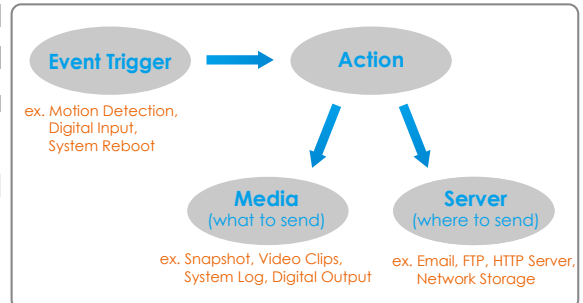 Event Trigger
Action
ex. Motion Detection,
Digital Input,
System Reboot
Media
(what to send)
Server
(where to send)
ex. Snapshot, Video Clips,
System Log, Digital Output
ex. Email, FTP, HTTP Server,
Network Storage